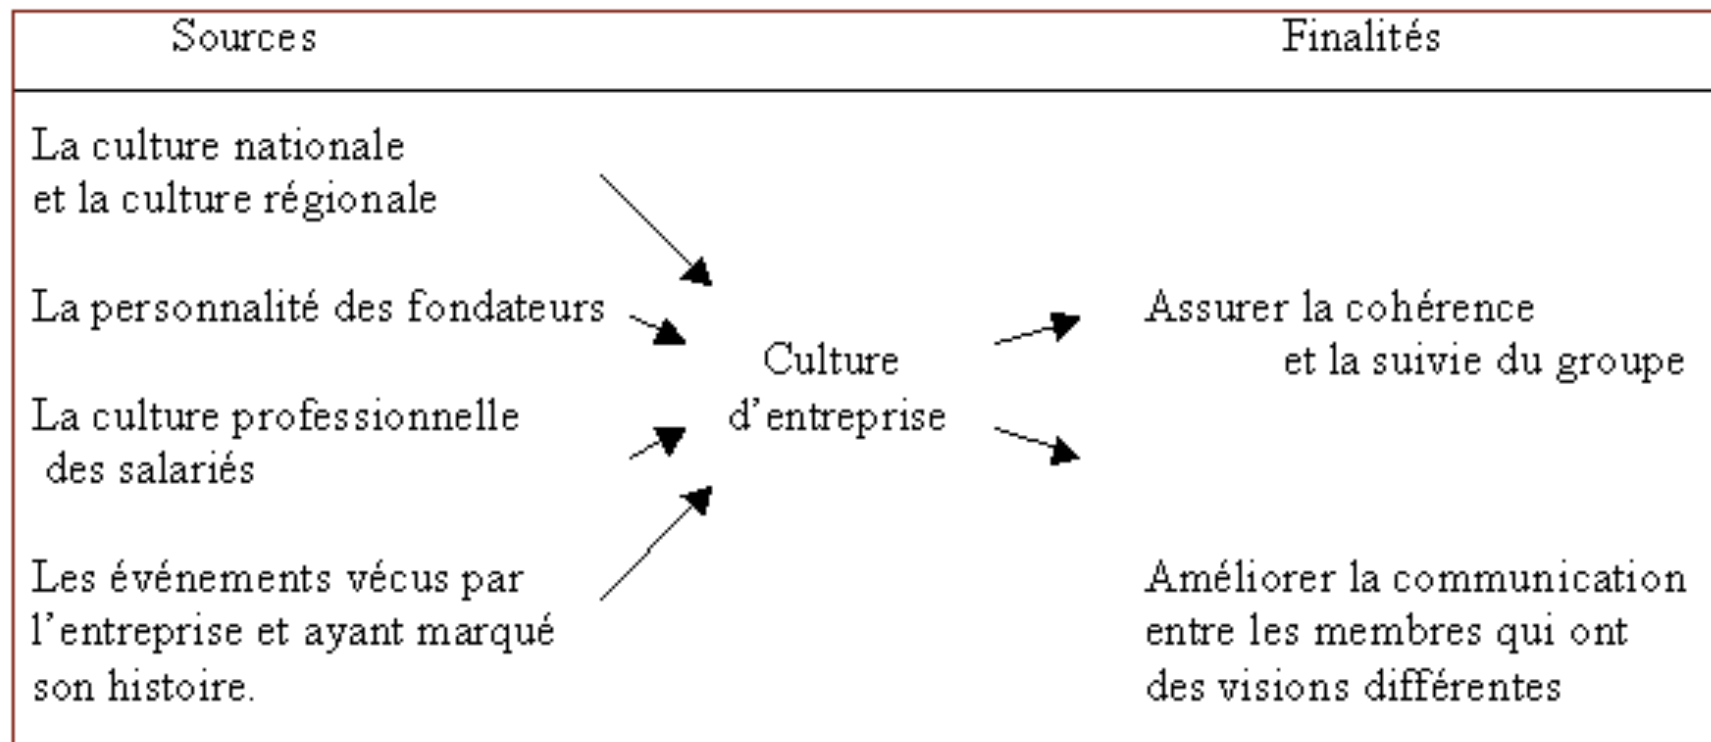 Sources
Finalités
La culture nationale
et la culture régionale
La personnalité des fondateurs
La culture professionnelle
des salariés
Les événements vécus par
l'entreprise et ayant marqué
son histoire.
Culture
d'entreprise
Assurer la cohérence
et la suivie du groupe
Améliorer la communication
entre les membres qui ont
des visions différentes